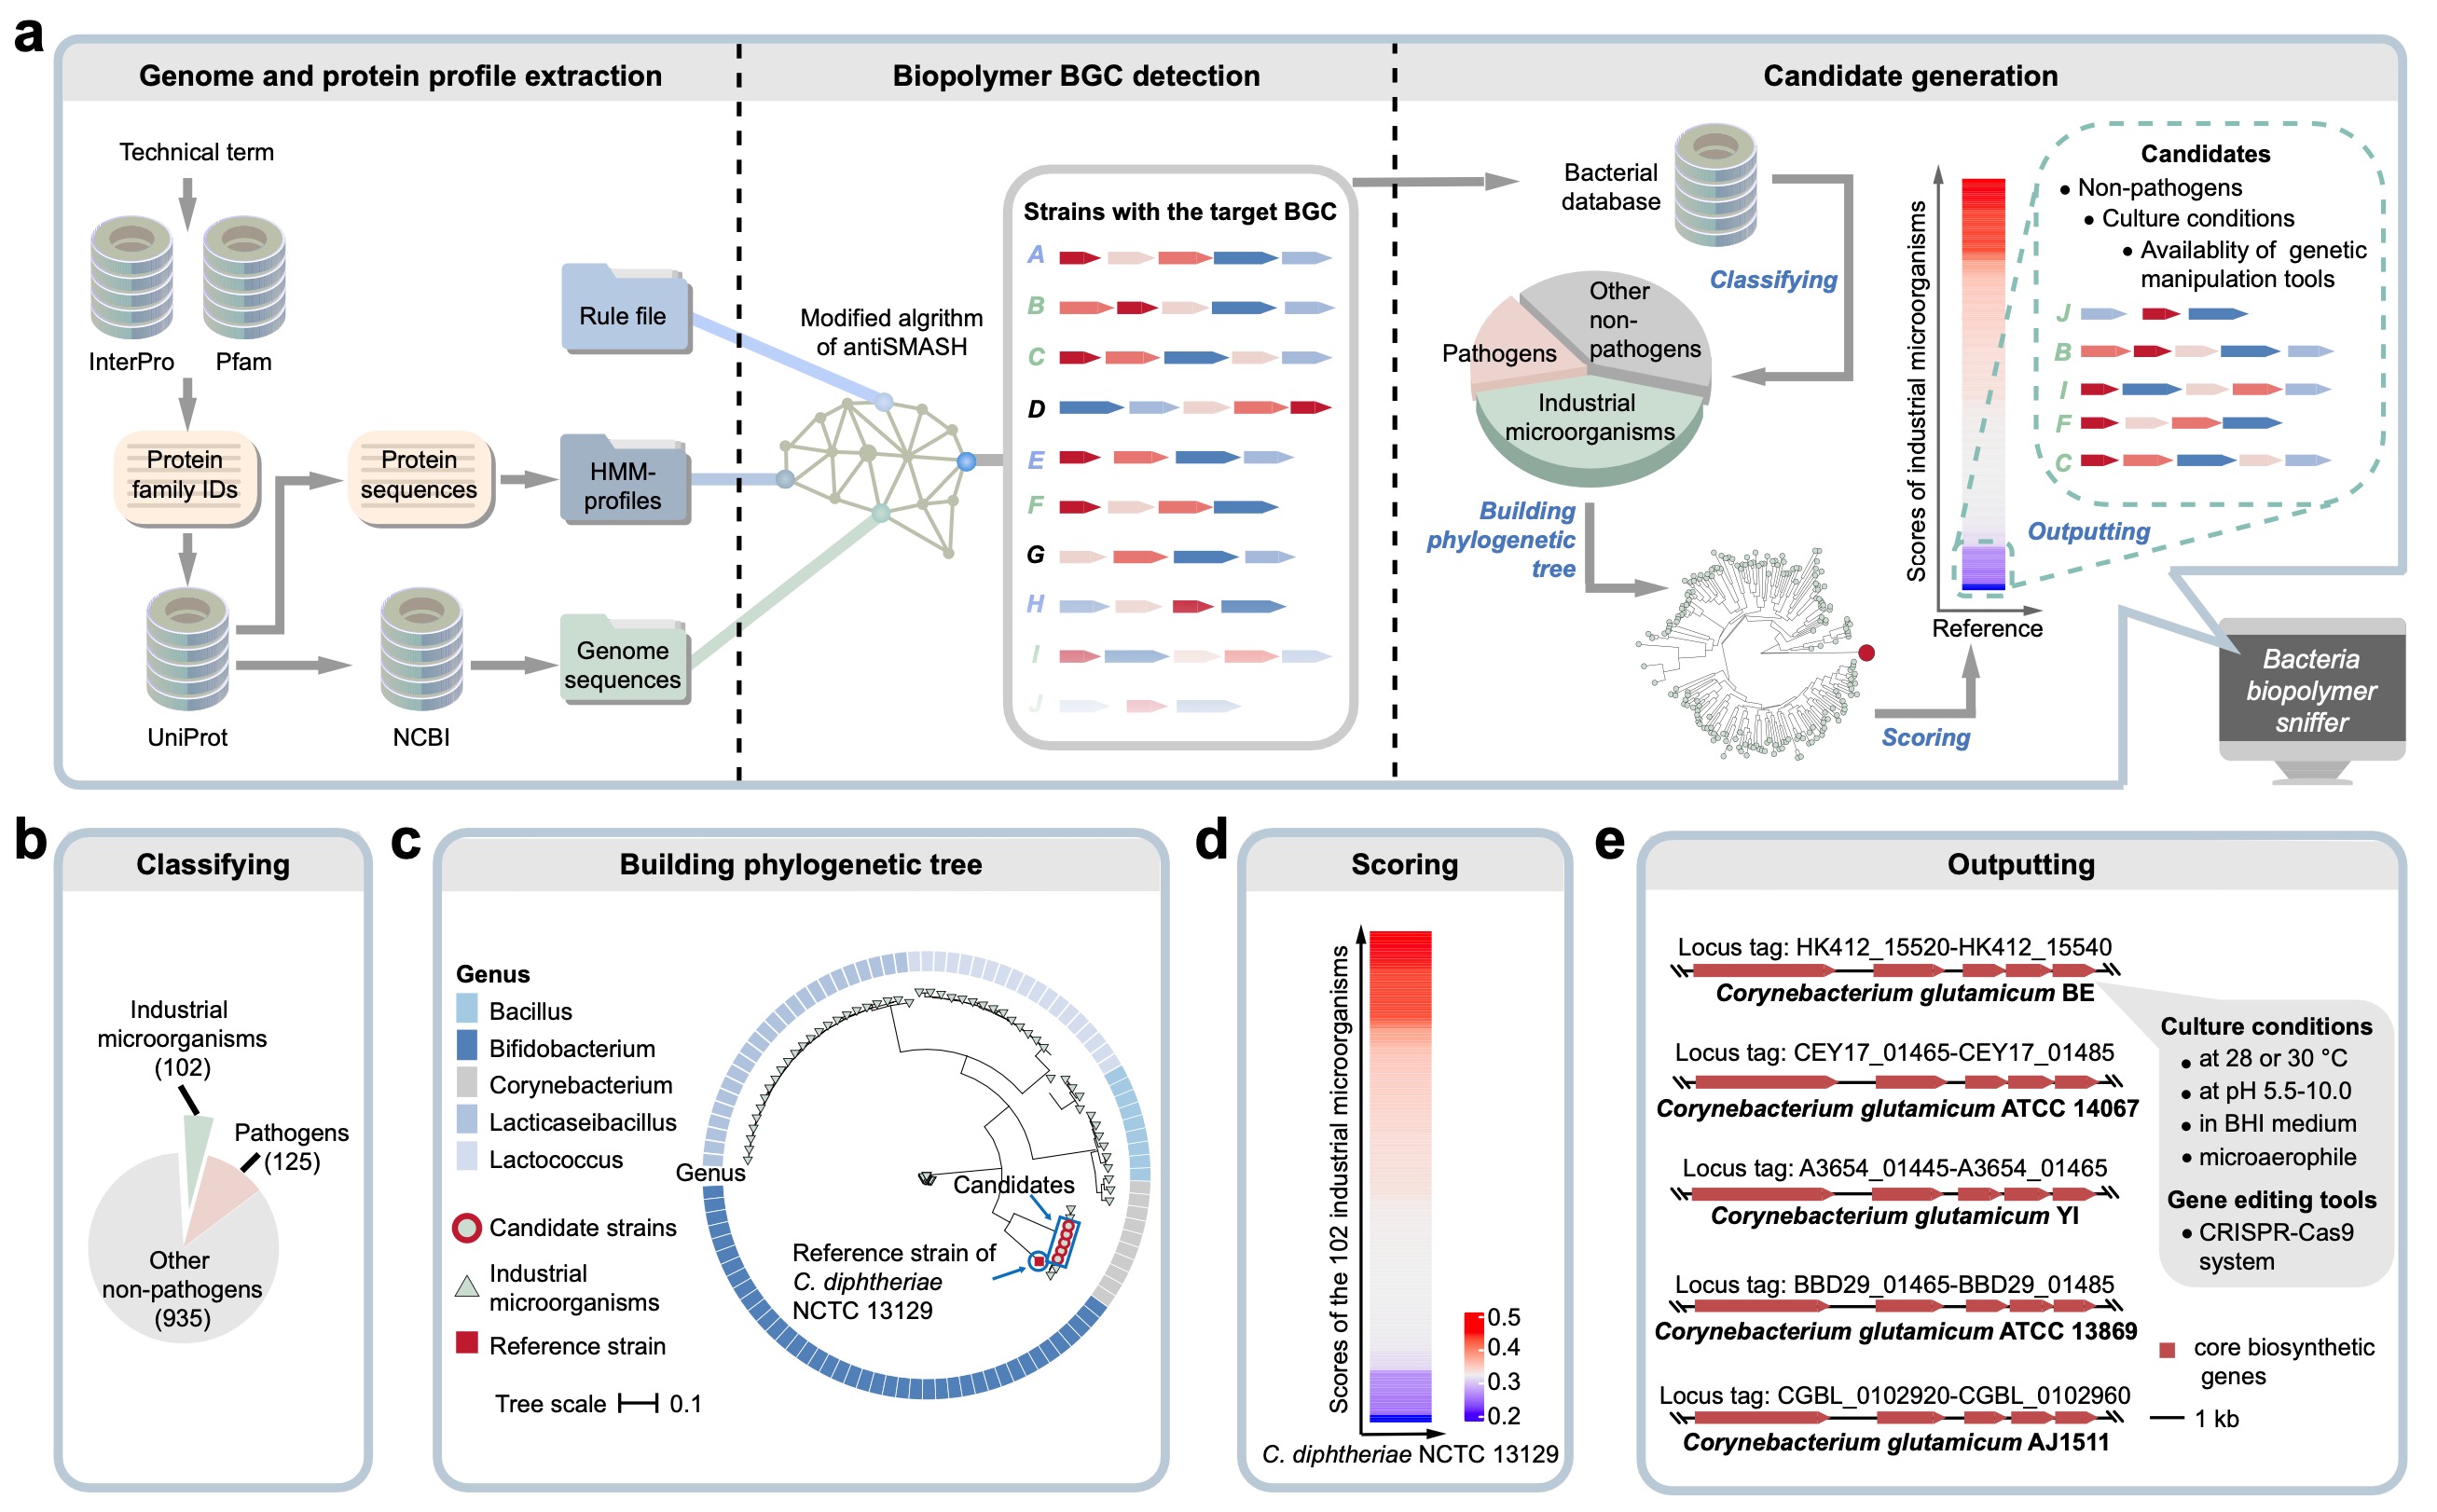 a
Genome and protein profile extraction
Biopolymer BGC detection
Candidate generation
Technical term
InterPro
Pfam
Protein
family IDs
Protein
sequences
UniProt
NCBI
Rule file
HMM-
profiles
Genome
sequences
Modified algrithm
of antiSMASH
Strains with the target BGC
A
B
C
D
E
F
G
H
I
J
Bacterial
database
Classifying
Other
non-
pathogens
Pathogens
Industrial
microorganisms
Building
phylogenetic
tree
Scoring
Scores of industrial microorganisms
Reference
Outputting
Candidates
• Non-pathogens
• Culture conditions
• Availablity of genetic
manipulation tools
J
B
I
F
C
Bacteria
biopolymer
sniffer
b
Classifying
Industrial
microorganisms
(102)
Pathogens
(125)
Other
non-pathogens
(935)
c
Building phylogenetic tree
Genus
Bacillus
Bifidobacterium
Corynebacterium
Lacticaseibacillus
Lactococcus
Candidate strains
Industrial
microorganisms
Reference strain
Tree scale
0.1
Genus
Candidates
Reference strain of
C. diphtheriae
NCTC 13129
d
Scoring
Scores of the 102 industrial microorganisms
0.5
0.4
0.3
0.2
C. diphtheriae NCTC 13129
e
Outputting
Locus tag: HK412_15520-HK412_15540
Corynebacterium glutamicum BE
Locus tag: CEY17_01465-CEY17_01485
Corynebacterium glutamicum ATCC 14067
Locus tag: A3654_01445-A3654_01465
Corynebacterium glutamicum YI
Locus tag: BBD29_01465-BBD29_01485
Corynebacterium glutamicum ATCC 13869
Locus tag: CGBL_0102920-CGBL_0102960
Corynebacterium glutamicum AJ1511
Culture conditions
• at 28 or 30 °C
• at pH 5.5-10.0
• in BHI medium
• microaerophile
Gene editing tools
• CRISPR-Cas9
system
core biosynthetic
genes
1 kb